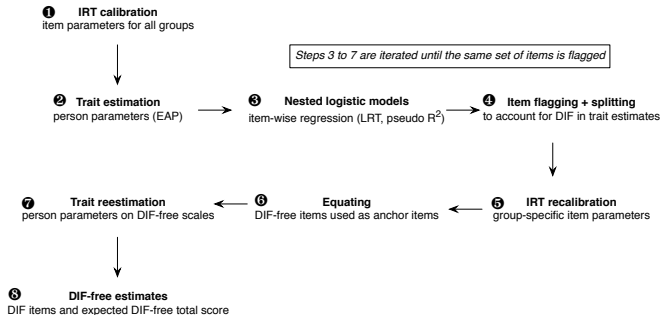 ❶ IRT calibration
item parameters for all groups
Steps 3 to 7 are iterated until the same set of items is flagged
❷ Trait estimation
person parameters (EAP)
❸ Nested logistic models
item-wise regression (LRT, pseudo R²)
❹ Item flagging + splitting
to account for DIF in trait estimates
❺ IRT recalibration
group-specific item parameters
❻ Equating
DIF-free items used as anchor items
❼ Trait reestimation
person parameters on DIF-free scales
❽ DIF-free estimates
DIF items and expected DIF-free total score